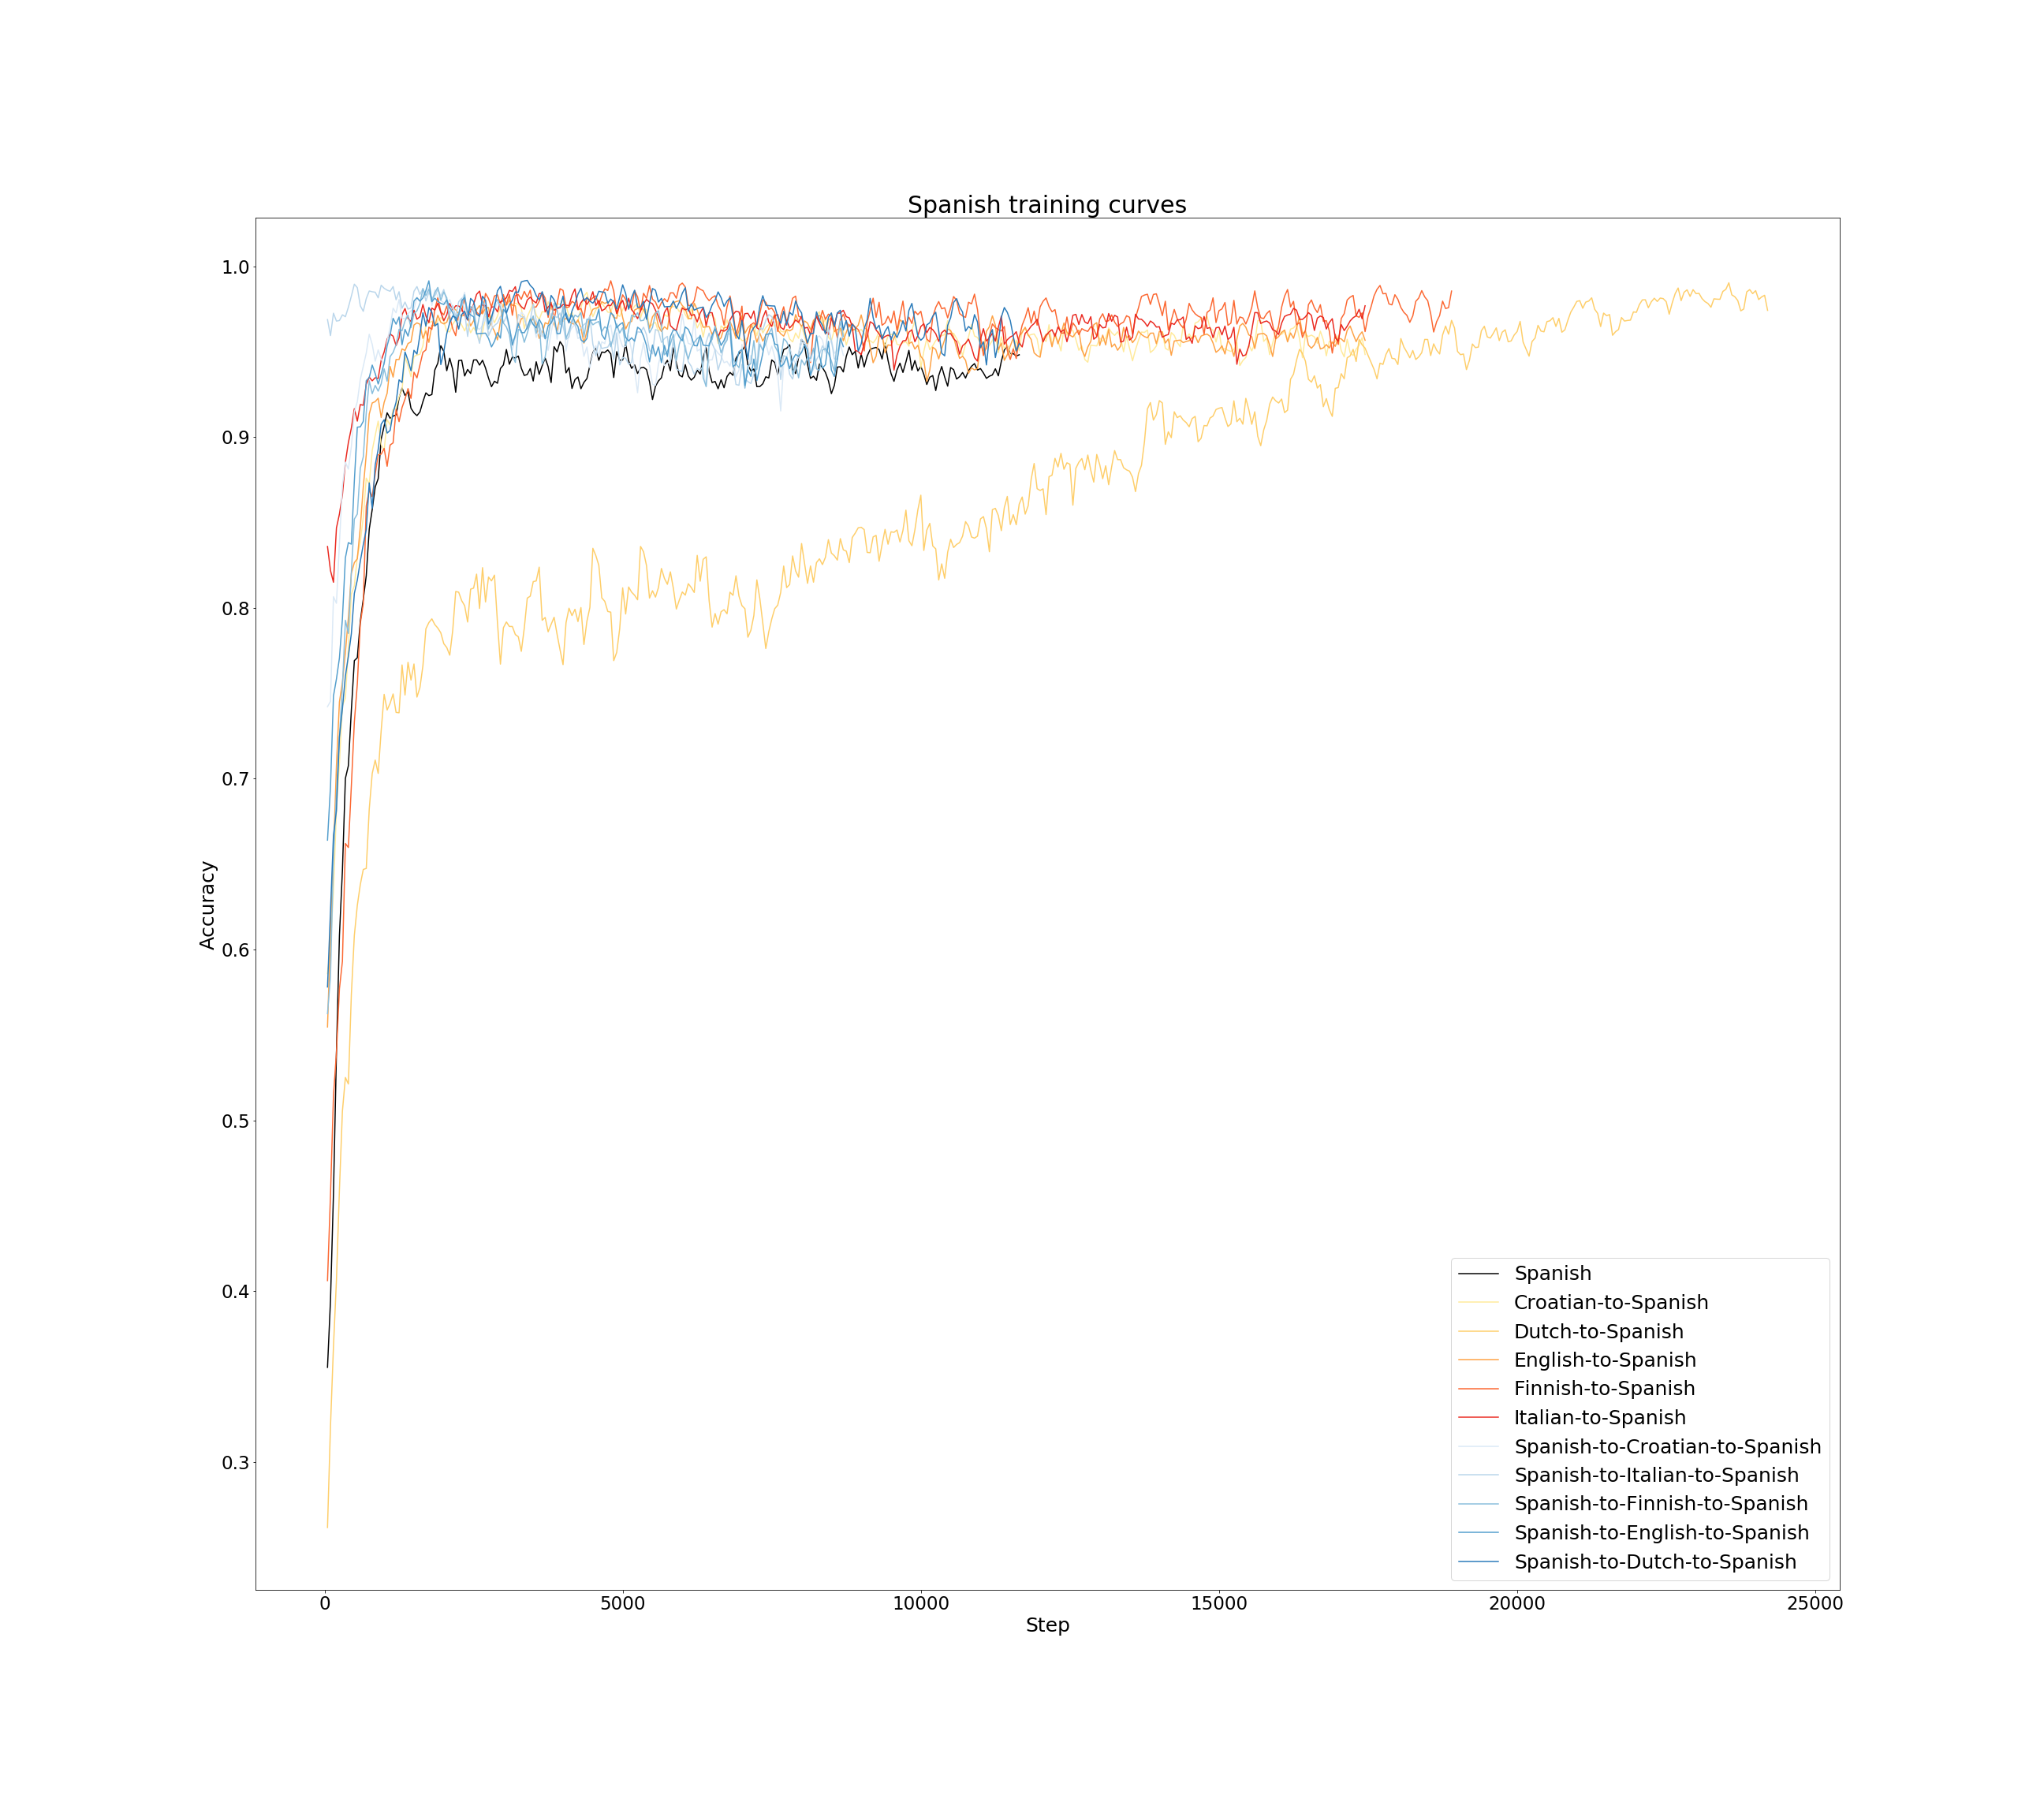 Spanish training curves
1.0
0.9
0.8
0.7
0.6
0.5
0.4
0.3
Accuracy
0 5000 10000 15000 20000 25000
Step
Spanish
Croatian-to-Spanish
Dutch-to-Spanish
English-to-Spanish
Finnish-to-Spanish
Italian-to-Spanish
Spanish-to-Croatian-to-Spanish
Spanish-to-Italian-to-Spanish
Spanish-to-Finnish-to-Spanish
Spanish-to-English-to-Spanish
Spanish-to-Dutch-to-Spanish